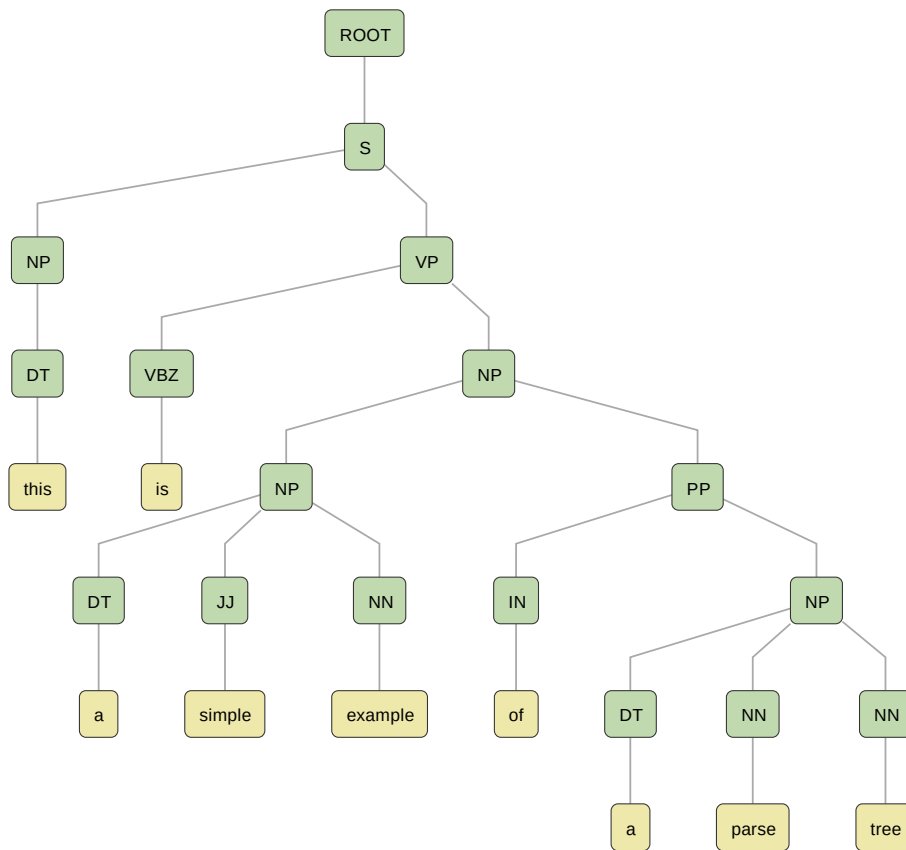 ROOT
S
NP VP
DT VBZ NP
this is NP PP
DT JJ NN IN NP
a simple example of DT NN NN
a parse tree